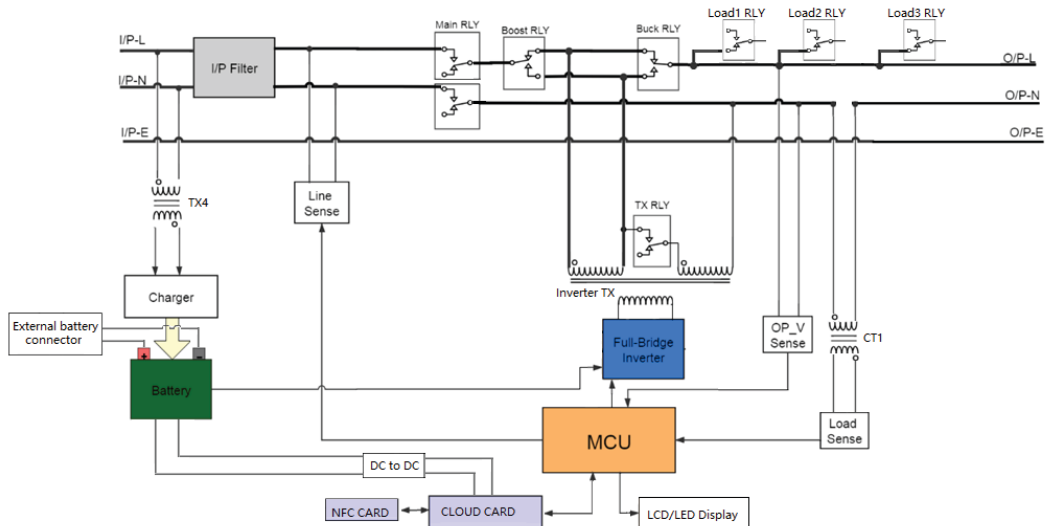 Main RLY
Boost RLY
Buck RLY
Load1 RLY
Load2 RLY
Load3 RLY
I/P-L
I/P Filter
O/P-L
I/P-N
O/P-N
I/P-E
O/P-E
TX4
Line
Sense
TX RLY
Inverter TX
Charger
External battery
connector
+
-
Battery
Full-Bridge
Inverter
OP_V
Sense
CT1
MCU
Load
Sense
DC to DC
NFC CARD
CLOUD CARD
LCD/LED Display